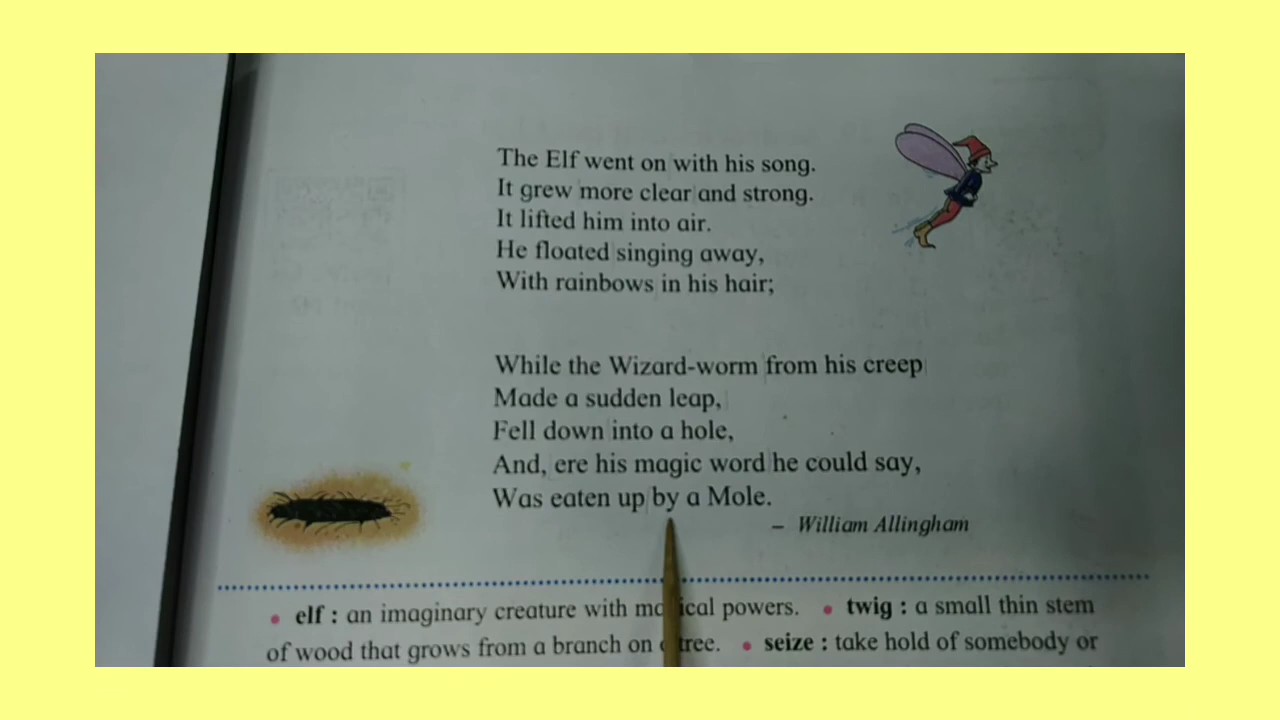 The Elf went on with his song.
It grew more clear and strong.
It lifted him into air.
He floated singing away,
With rainbows in his hair;
While the Wizard-worm from his creep
Made a sudden leap,
Fell down into a hole,
And, ere his magic word he could say,
Was eaten up by a Mole.
– William Allingham
• elf : an imaginary creature with magical powers. • twig : a small thin stem
of wood that grows from a branch on a tree. • seize : take hold of somebody or